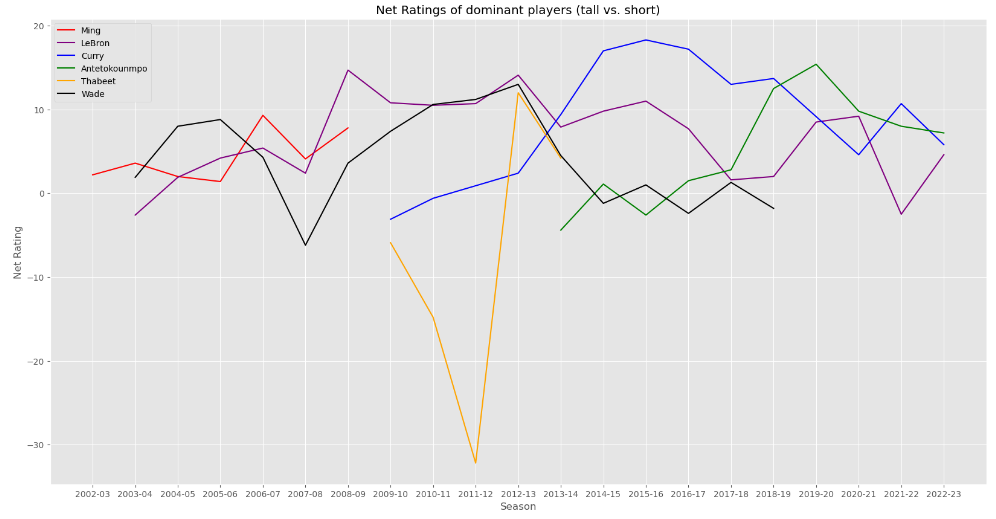 Net Ratings of dominant players (tall vs. short)
Ming
LeBron
Curry
Antetokounmpo
Thabeet
Wade
20
10
0
−10
−20
−30
Net Rating
2002-03 2003-04 2004-05 2005-06 2006-07 2007-08 2008-09 2009-10 2010-11 2011-12 2012-13 2013-14 2014-15 2015-16 2016-17 2017-18 2018-19 2019-20 2020-21 2021-22 2022-23
Season